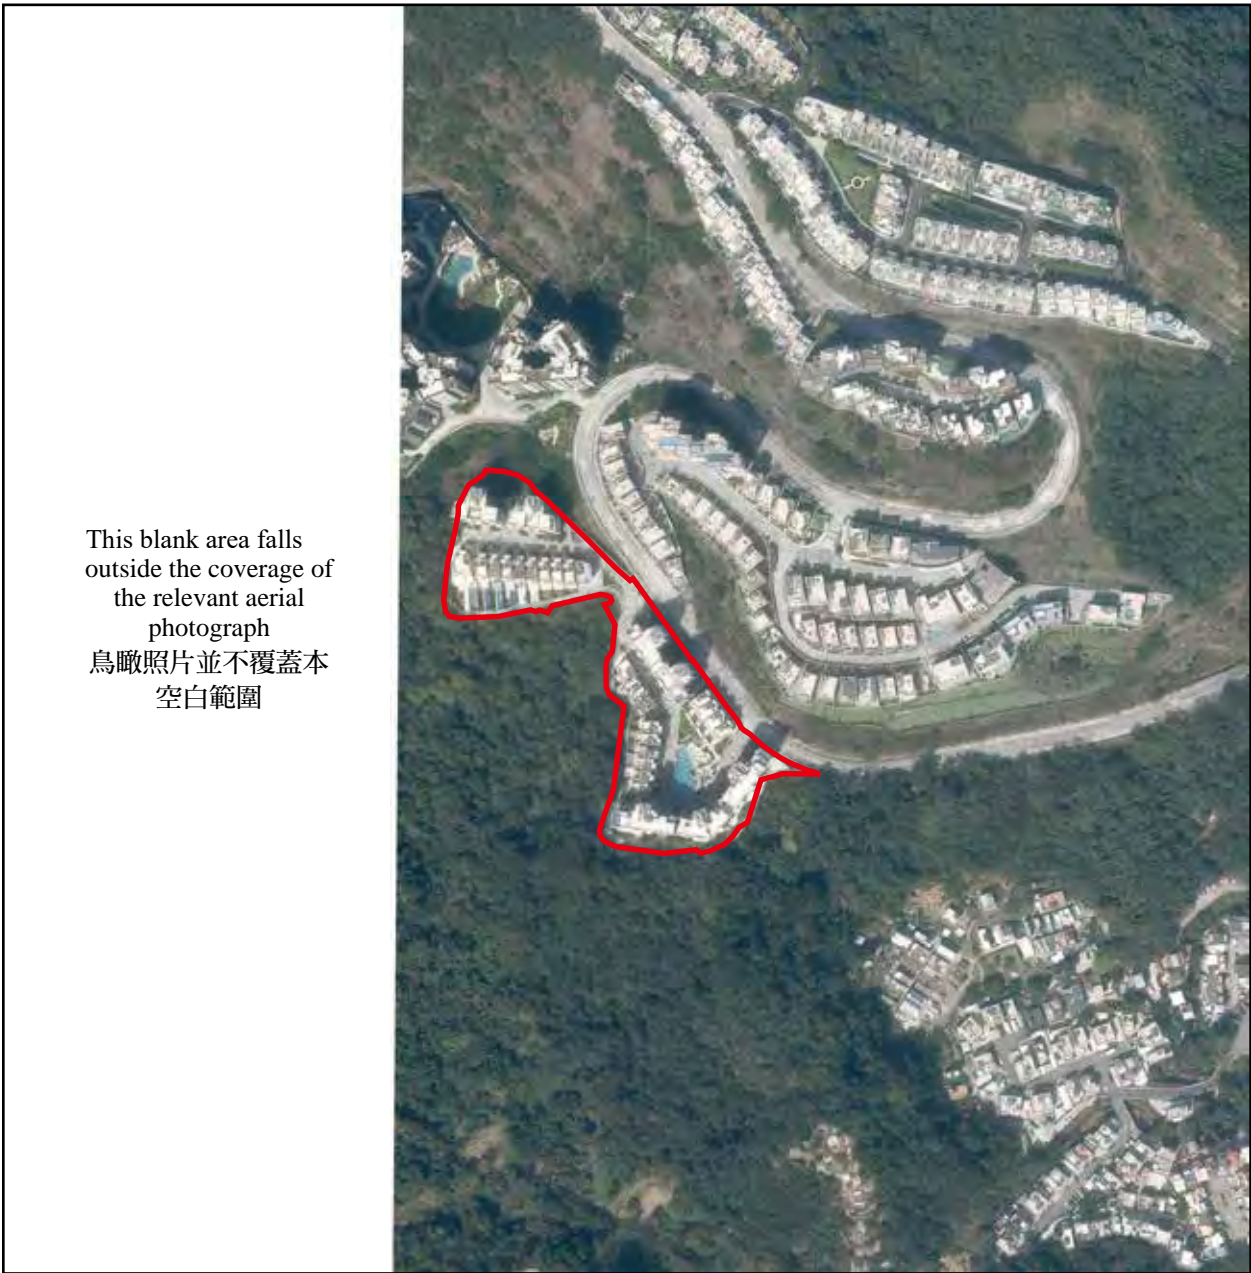 This blank area falls
outside the coverage of
the relevant aerial
photograph
鳥瞰照片並不覆蓋本
空白範圍